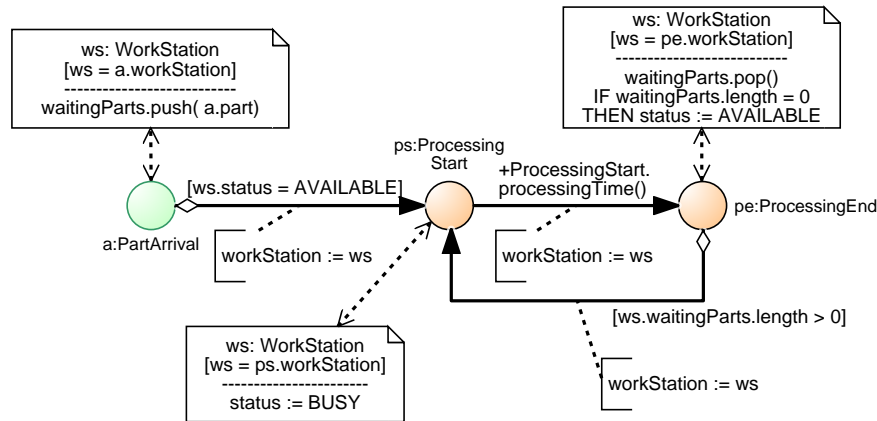 ws: WorkStation
[ws = a.workStation]
-----------------------
waitingParts.push( a.part)
ws: WorkStation
[ws = pe.workStation]
-----------------------
waitingParts.pop()
IF waitingParts.length = 0
THEN status := AVAILABLE
ps:Processing
Start
[ws.status = AVAILABLE]
+ProcessingStart.
processingTime()
a:PartArrival
pe:ProcessingEnd
workStation := ws
workStation := ws
[ws.waitingParts.length > 0]
ws: WorkStation
[ws = ps.workStation]
-----------------------
status := BUSY
workStation := ws